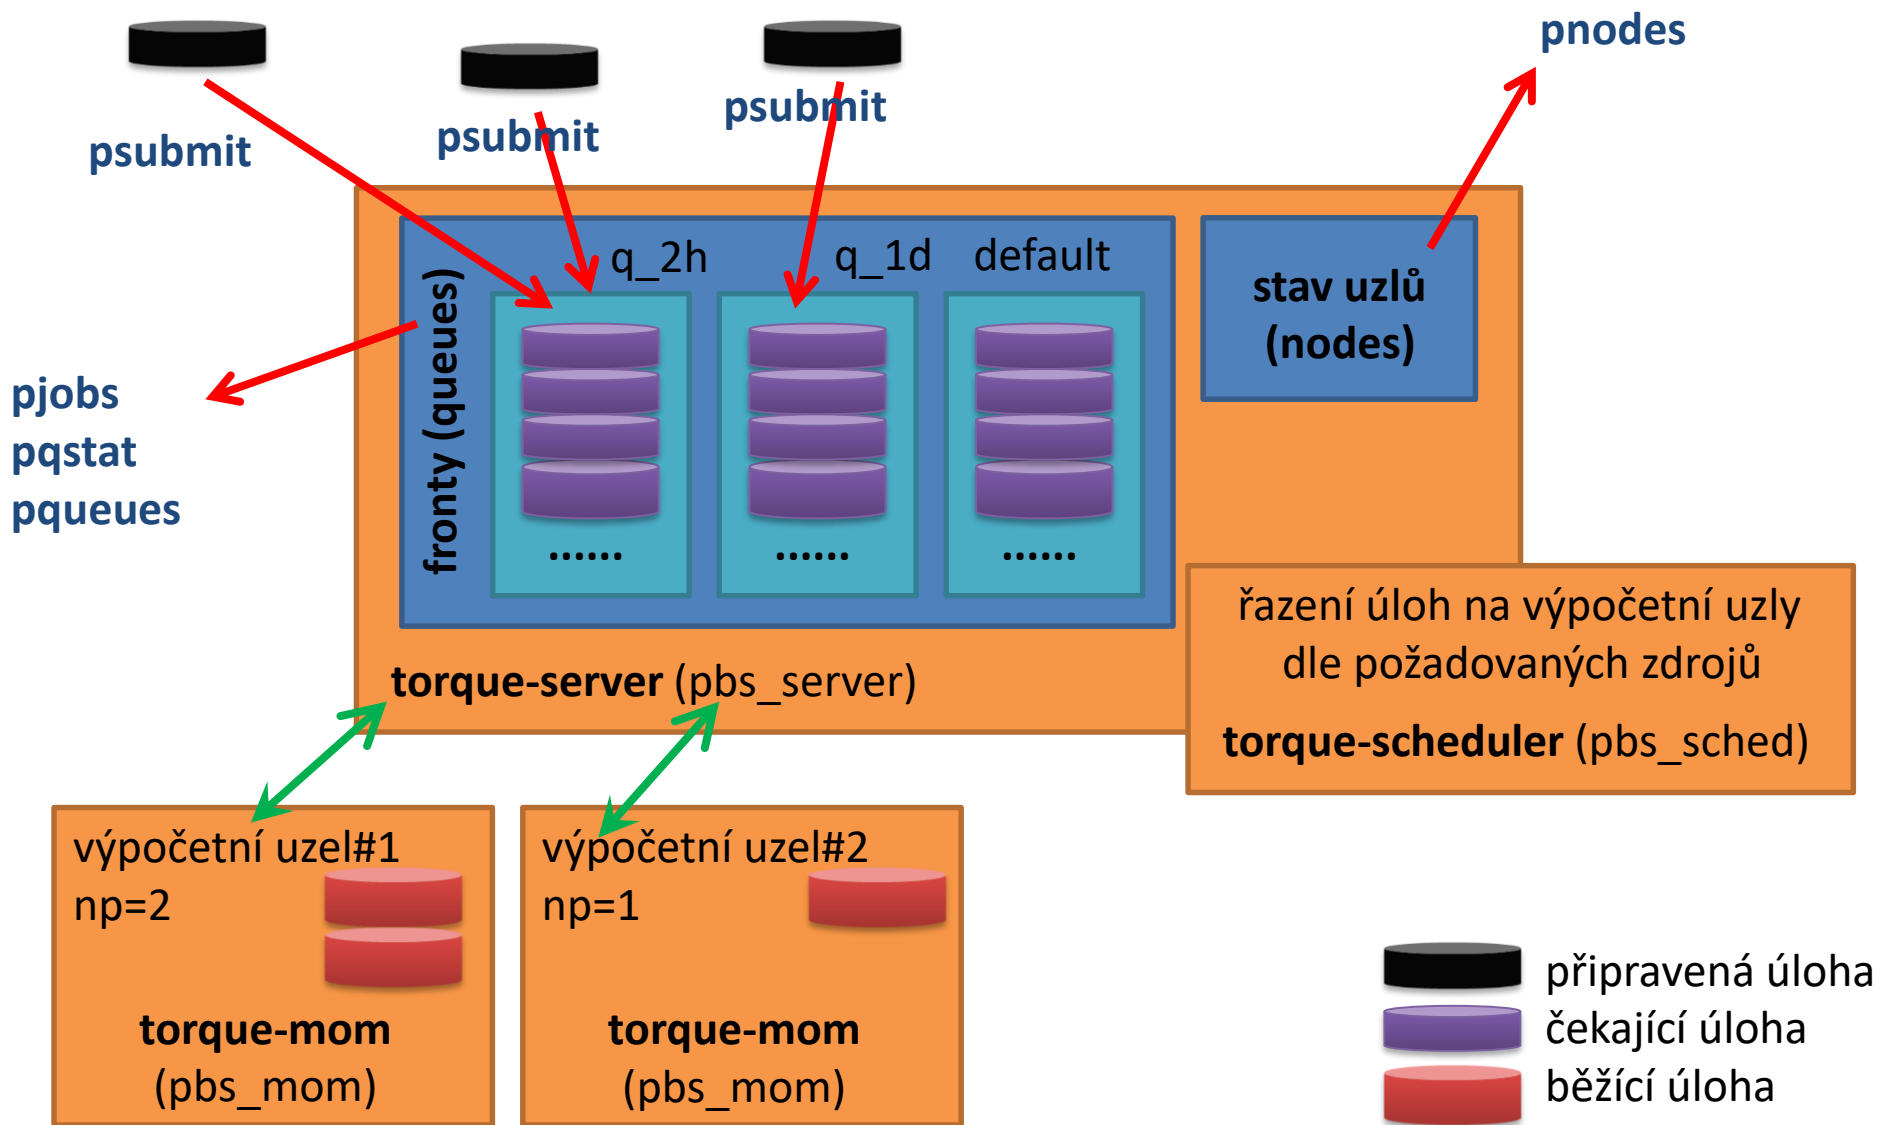 pnodes
psubmit
psubmit
psubmit
q_2h
q_1d
default
fronty (queues)
stav uzlů
(nodes)
pjobs
pqstat
pqueues
......
......
......
řazení úloh na výpočetní uzly
dle požadovaných zdrojů
torque-scheduler (pbs_sched)
torque-server (pbs_server)
výpočetní uzel#1
np=2
torque-mom
(pbs_mom)
výpočetní uzel#2
np=1
torque-mom
(pbs_mom)
připravená úloha
čekající úloha
běžící úloha